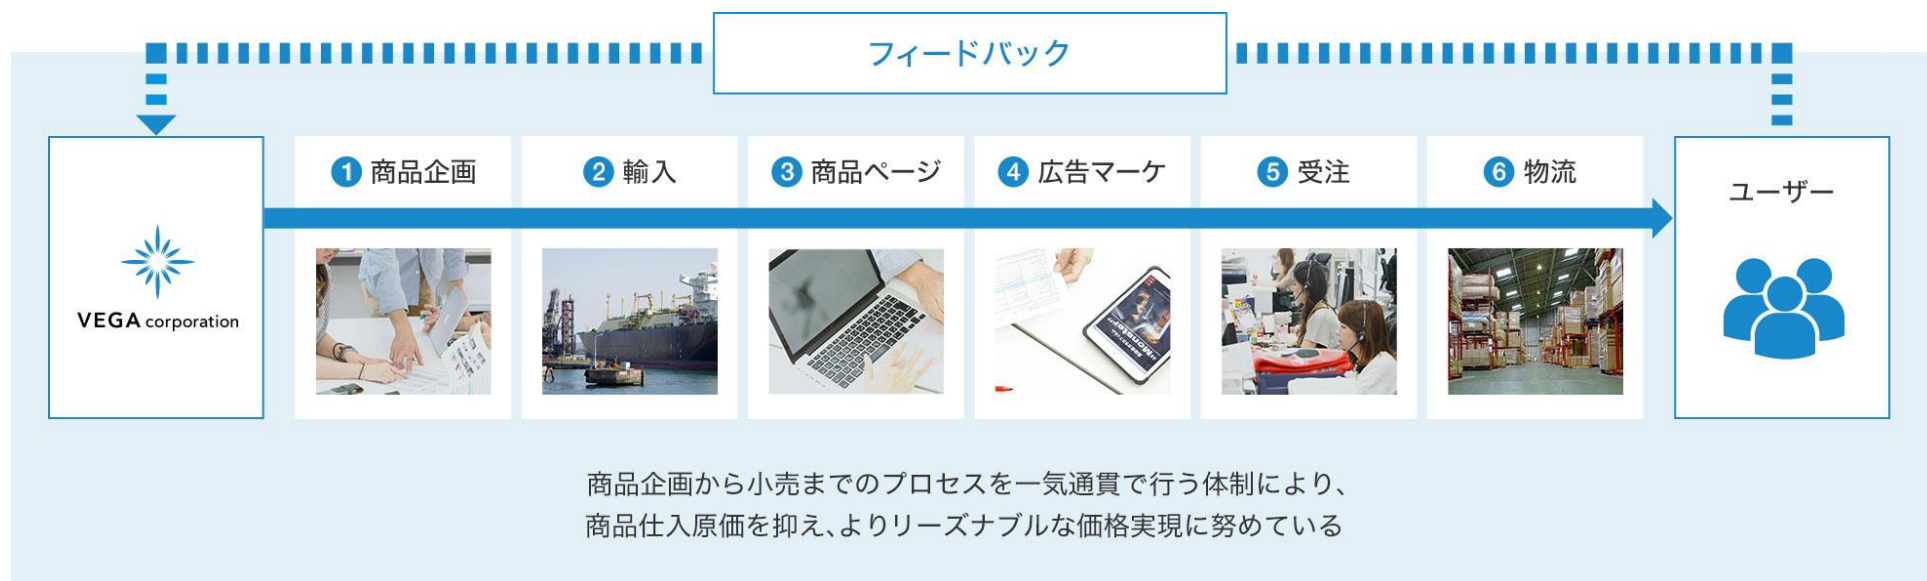 フィードバック
VEGA corporation
1 商品企画
2 輸入
3 商品ページ
4 広告マーケ
5 受注
6 物流
ユーザー
Monster
商品企画から小売までのプロセスを一気通貫で行う体制により、
商品仕入原価を抑え、よりリーズナブルな価格実現に努めている